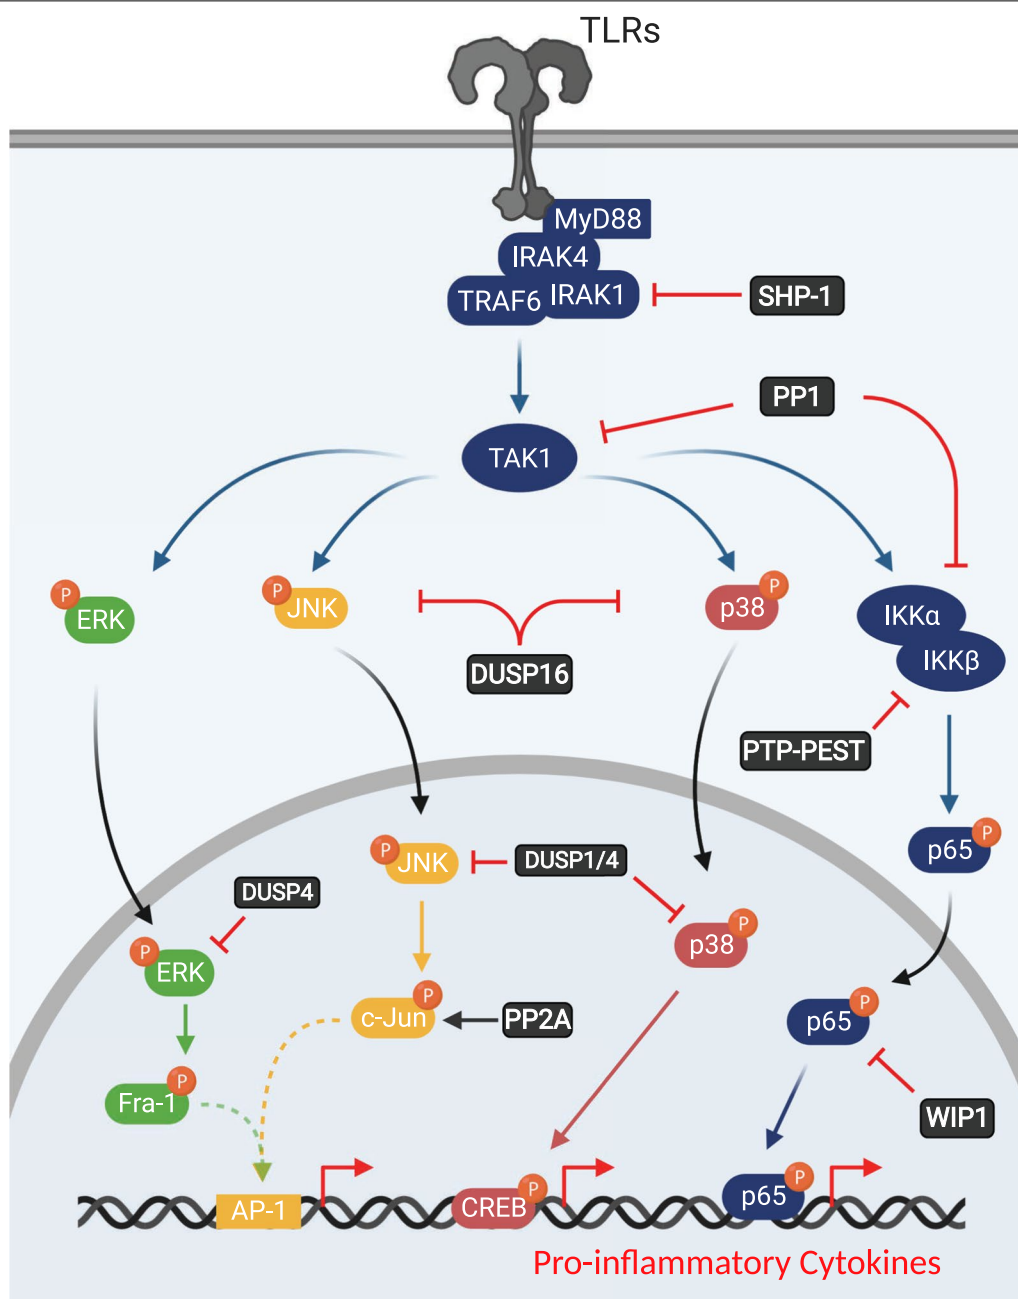 TLRs
MyD88
IRAK4
TRAF6
IRAK1
SHP-1
PP1
TAK1
P
ERK
P
JNK
P
p38
IKKα
IKKβ
DUSP16
PTP-PEST
P
p65
P
JNK
DUSP1/4
DUSP4
P
p38
P
ERK
P
c-Jun
PP2A
P
p65
P
Fra-1
WIP1
AP-1
P
CREB
P
p65
Pro-inflammatory Cytokines